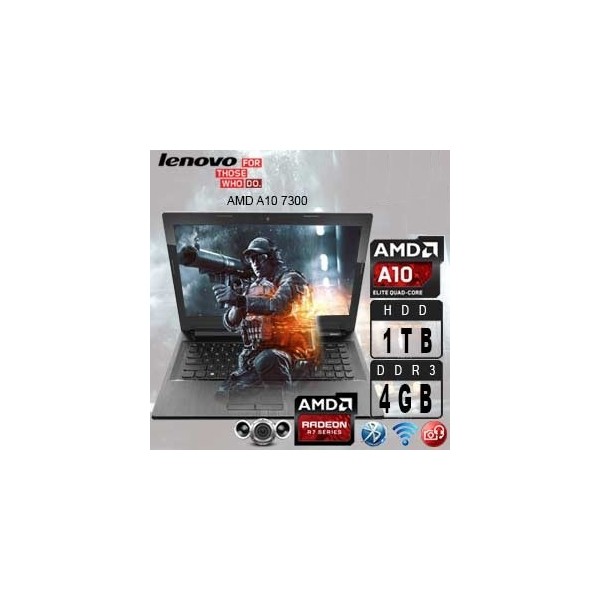 lenovo FOR
THOSE
WHO DO.
AMD A10 7300
AMD
A10
ELITE QUAD-CORE
HDD
1TB
DDR3
4GB
AMD
RADEON
R7 SERIES